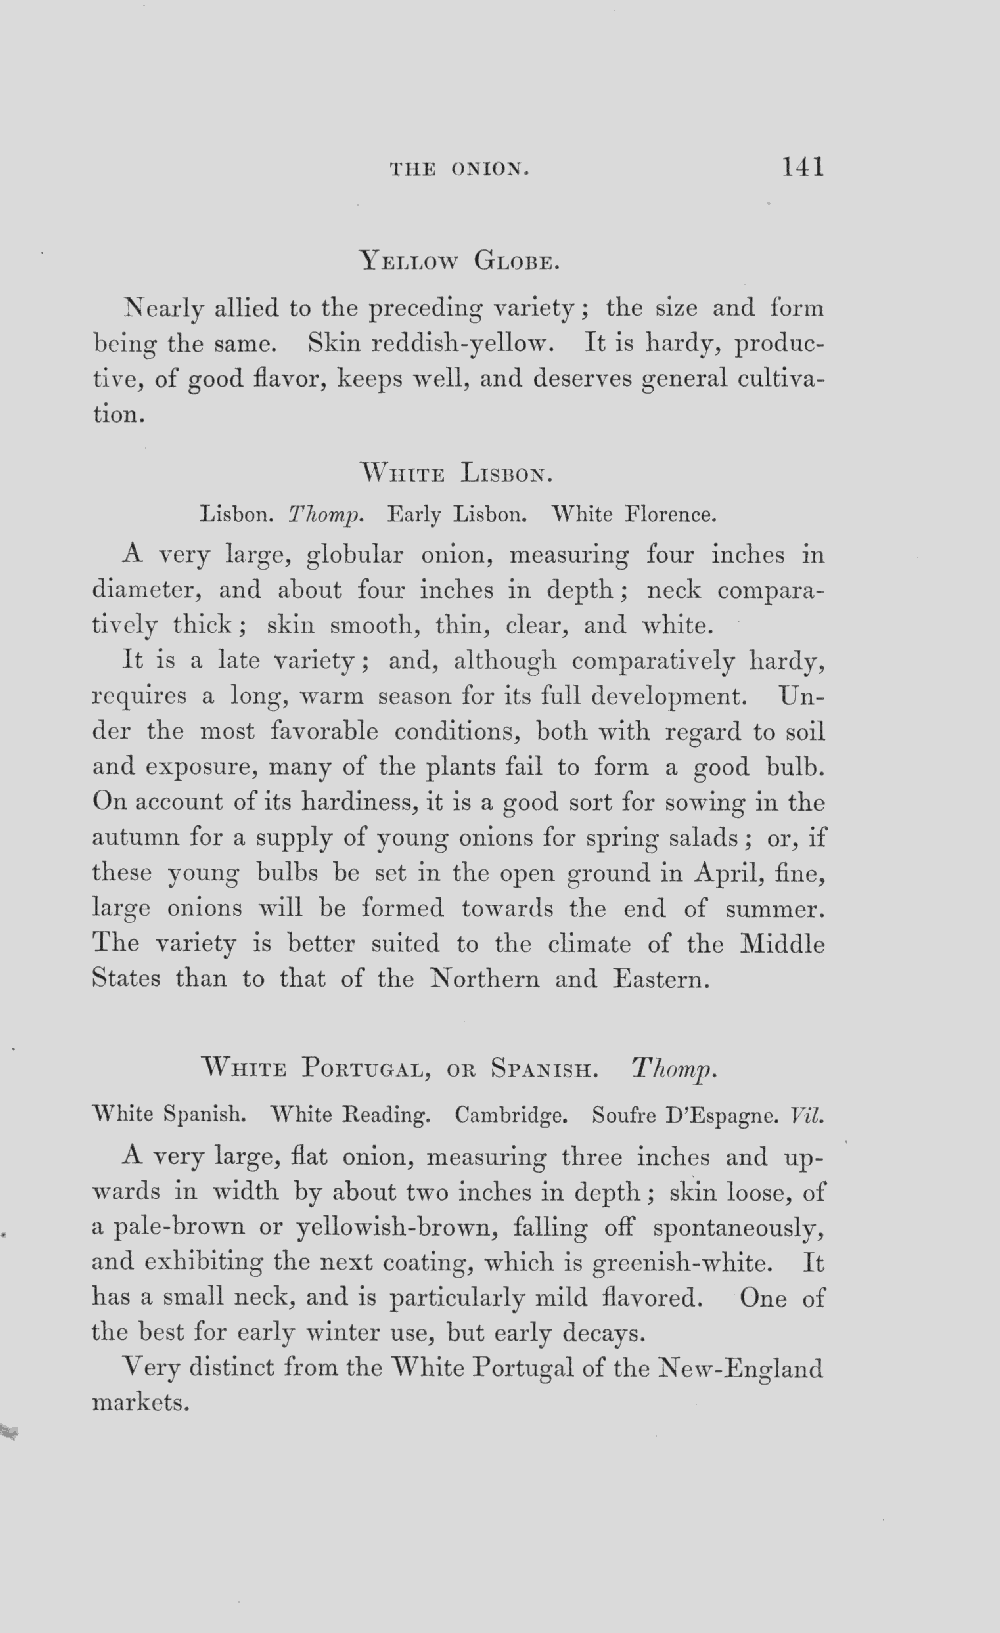 THE ONION. 141
YELLOW GLOBE.
Nearly allied to the preceding variety; the size and form
being the same. Skin reddish-yellow. It is hardy, produc-
tive, of good flavor, keeps well, and deserves general cultiva-
tion.
WHITE LISBON.
Lisbon. Thomp. Early Lisbon. White Florence.
A very large, globular onion, measuring four inches in
diameter, and about four inches in depth; neck compara-
tively thick; skin smooth, thin, clear, and white.
It is a late variety; and, although comparatively hardy,
requires a long, warm season for its full development. Un-
der the most favorable conditions, both with regard to soil
and exposure, many of the plants fail to form a good bulb.
On account of its hardiness, it is a good sort for sowing in the
autumn for a supply of young onions for spring salads; or, if
these young bulbs be set in the open ground in April, fine,
large onions will be formed towards the end of summer.
The variety is better suited to the climate of the Middle
States than to that of the Northern and Eastern.
WHITE PORTUGAL, OR SPANISH. Thomp.
White Spanish. White Reading. Cambridge. Soufre D'Espagne. Vil.
A very large, flat onion, measuring three inches and up-
wards in width by about two inches in depth; skin loose, of
a pale-brown or yellowish-brown, falling off spontaneously,
and exhibiting the next coating, which is greenish-white. It
has a small neck, and is particularly mild flavored. One of
the best for early winter use, but early decays.
Very distinct from the White Portugal of the New-England
markets.